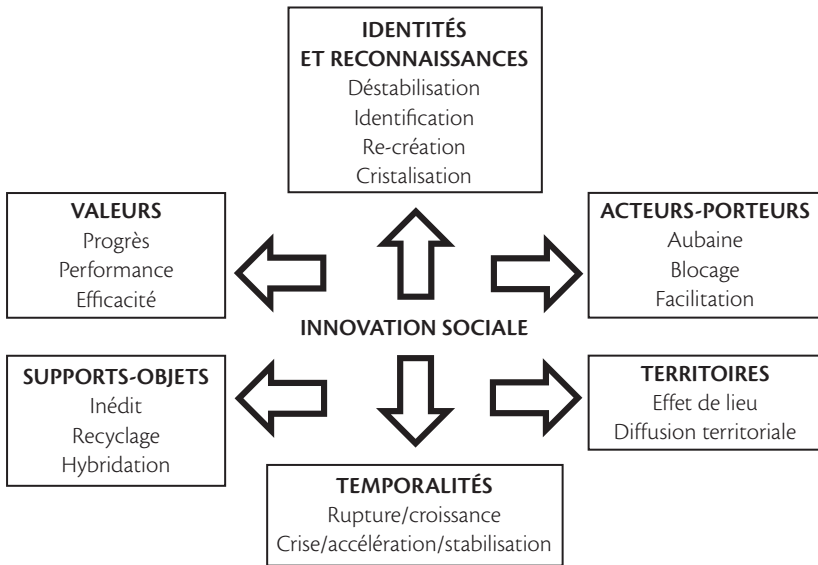 IDENTITÉS
ET RECONNAISSANCES
Déstabilisation
Identification
Re-création
Cristalisation
VALEURS
Progrès
Performance
Efficacité
ACTEURS-PORTEURS
Aubaine
Blocage
Facilitation
INNOVATION SOCIALE
SUPPORTS-OBJETS
Inédit
Recyclage
Hybridation
TERRITOIRES
Effet de lieu
Diffusion territoriale
TEMPORALITÉS
Rupture/croissance
Crise/accélération/stabilisation